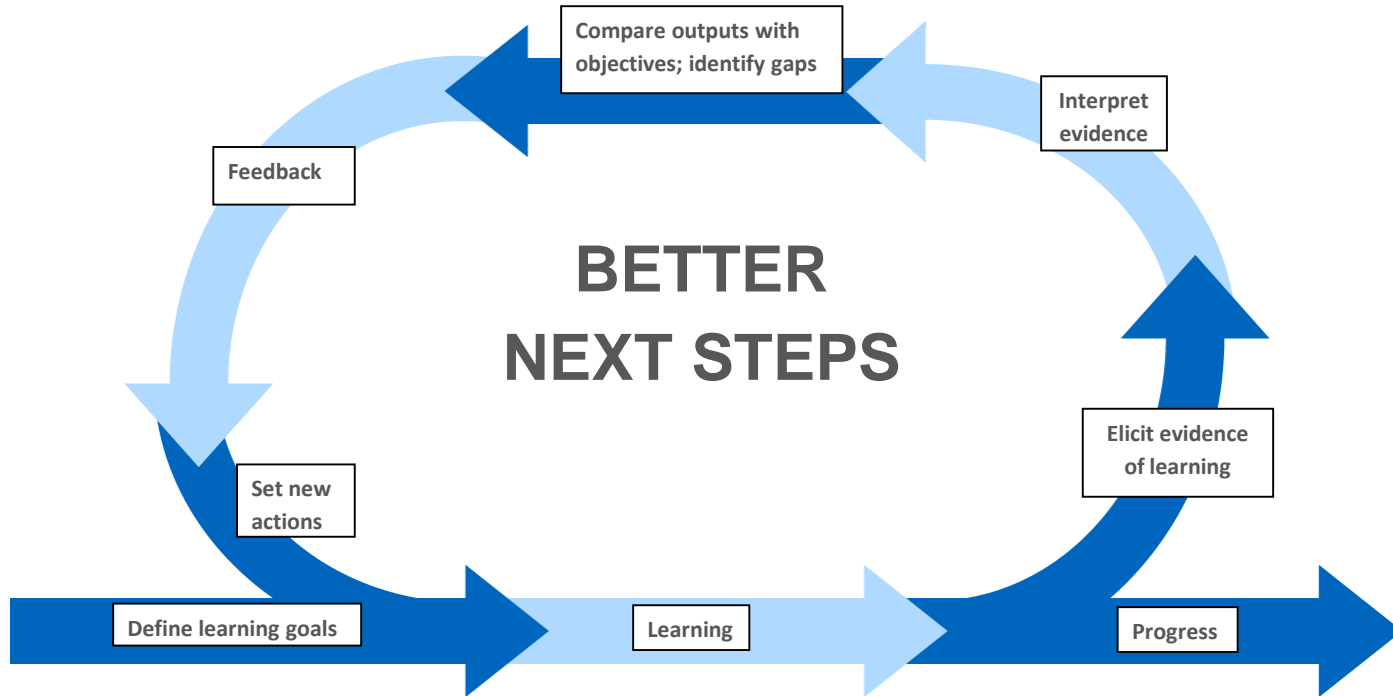 Compare outputs with
objectives; identify gaps
Interpret
evidence
Feedback
BETTER
NEXT STEPS
Elicit evidence
of learning
Set new
actions
Define learning goals
Learning
Progress